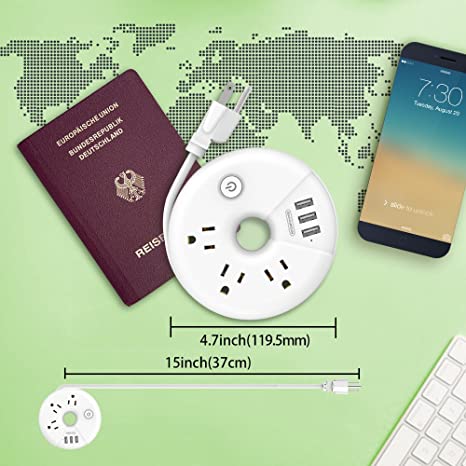 EUROPÄISCHE UNION
BUNDESREPUBLIK
DEUTSCHLAND
REISE
7:30
Tuesday, August 29
slide to unlock
4.7inch(119.5mm)
15inch(37cm)